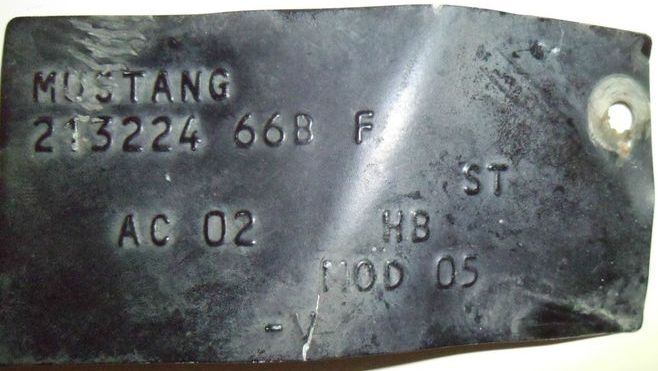 MUSTANG
213224 66B F
ST
AC 02 HB
MOD 05
-V